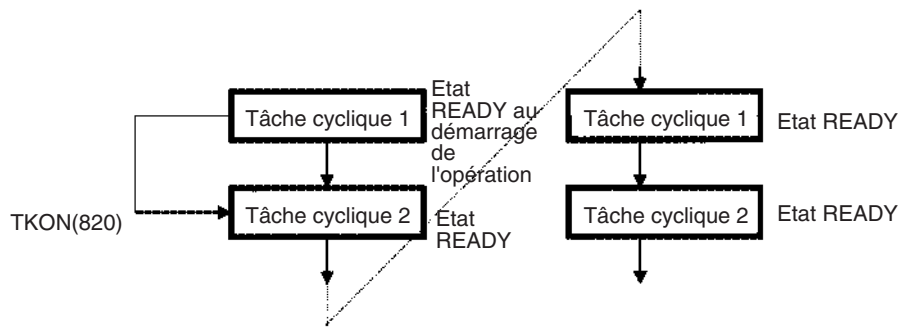 Tâche cyclique 1
Etat
READY au
démarrage
de
l'opération
TKON(820)
Tâche cyclique 2
Etat
READY
Tâche cyclique 1
Etat READY
Tâche cyclique 2
Etat READY